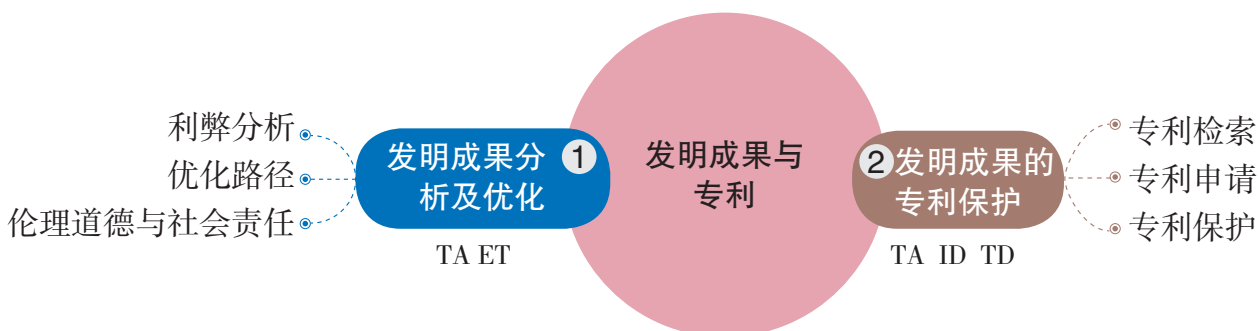 利弊分析
优化路径
伦理道德与社会责任
发明成果分
析及优化
1
TA ET
发明成果与
专利
2
发明成果的
专利保护
TA ID TD
专利检索
专利申请
专利保护